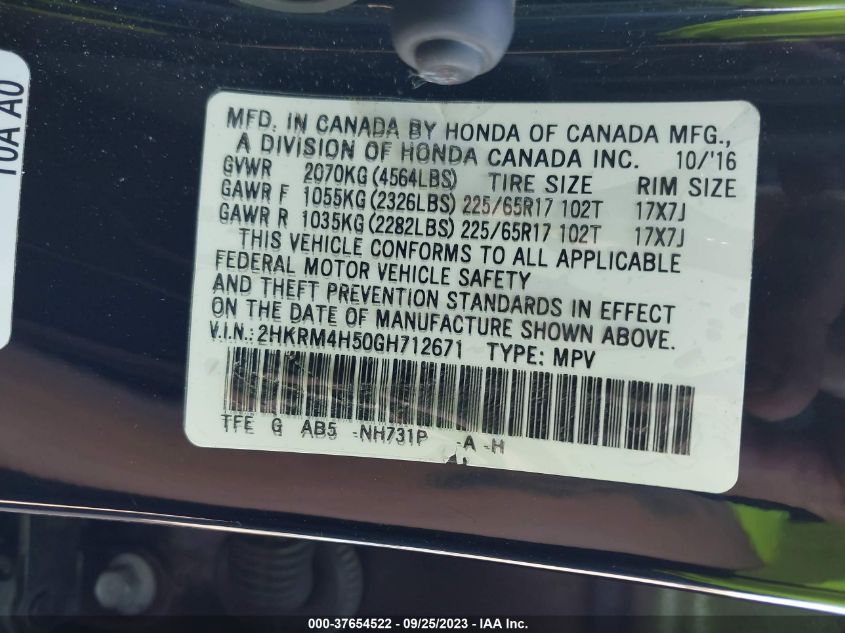 10A A0
MFD. IN CANADA BY HONDA OF CANADA MFG.,
A DIVISION OF HONDA CANADA INC. 10/'16
GVWR 2070KG (4564LBS) TIRE SIZE RIM SIZE
GAWR F 1055KG (2326LBS) 225/65R17 102T 17X7J
GAWR R 1035KG (2282LBS) 225/65R17 102T 17X7J
THIS VEHICLE CONFORMS TO ALL APPLICABLE
FEDERAL MOTOR VEHICLE SAFETY
AND THEFT PREVENTION STANDARDS IN EFFECT
ON THE DATE OF MANUFACTURE SHOWN ABOVE.
V.I.N.: 2HKRM4H50GH712671 TYPE: MPV
TFE G AB5 -NH731P -A -H
000-37654522 - 09/25/2023 - IAA Inc.